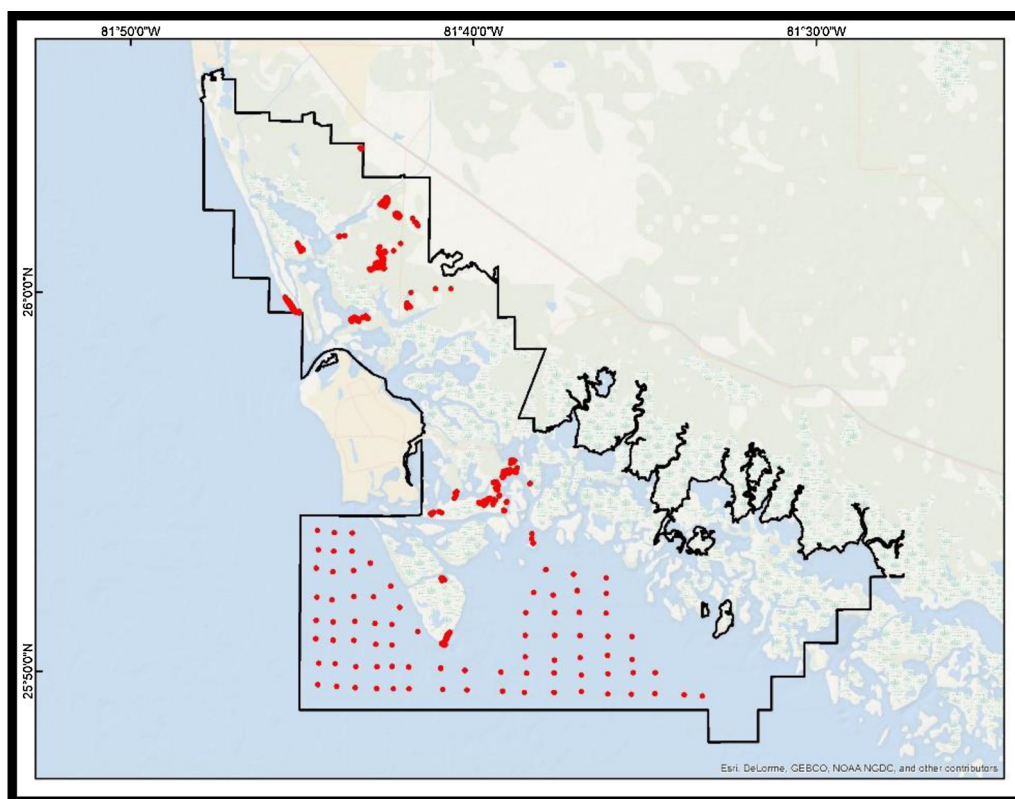 81°50'0"W 81°40'0"W 81°30'0"W
26°0'0"N
25°50'0"N
Esri, DeLorme, GEBCO, NOAA NGDC, and other contributors